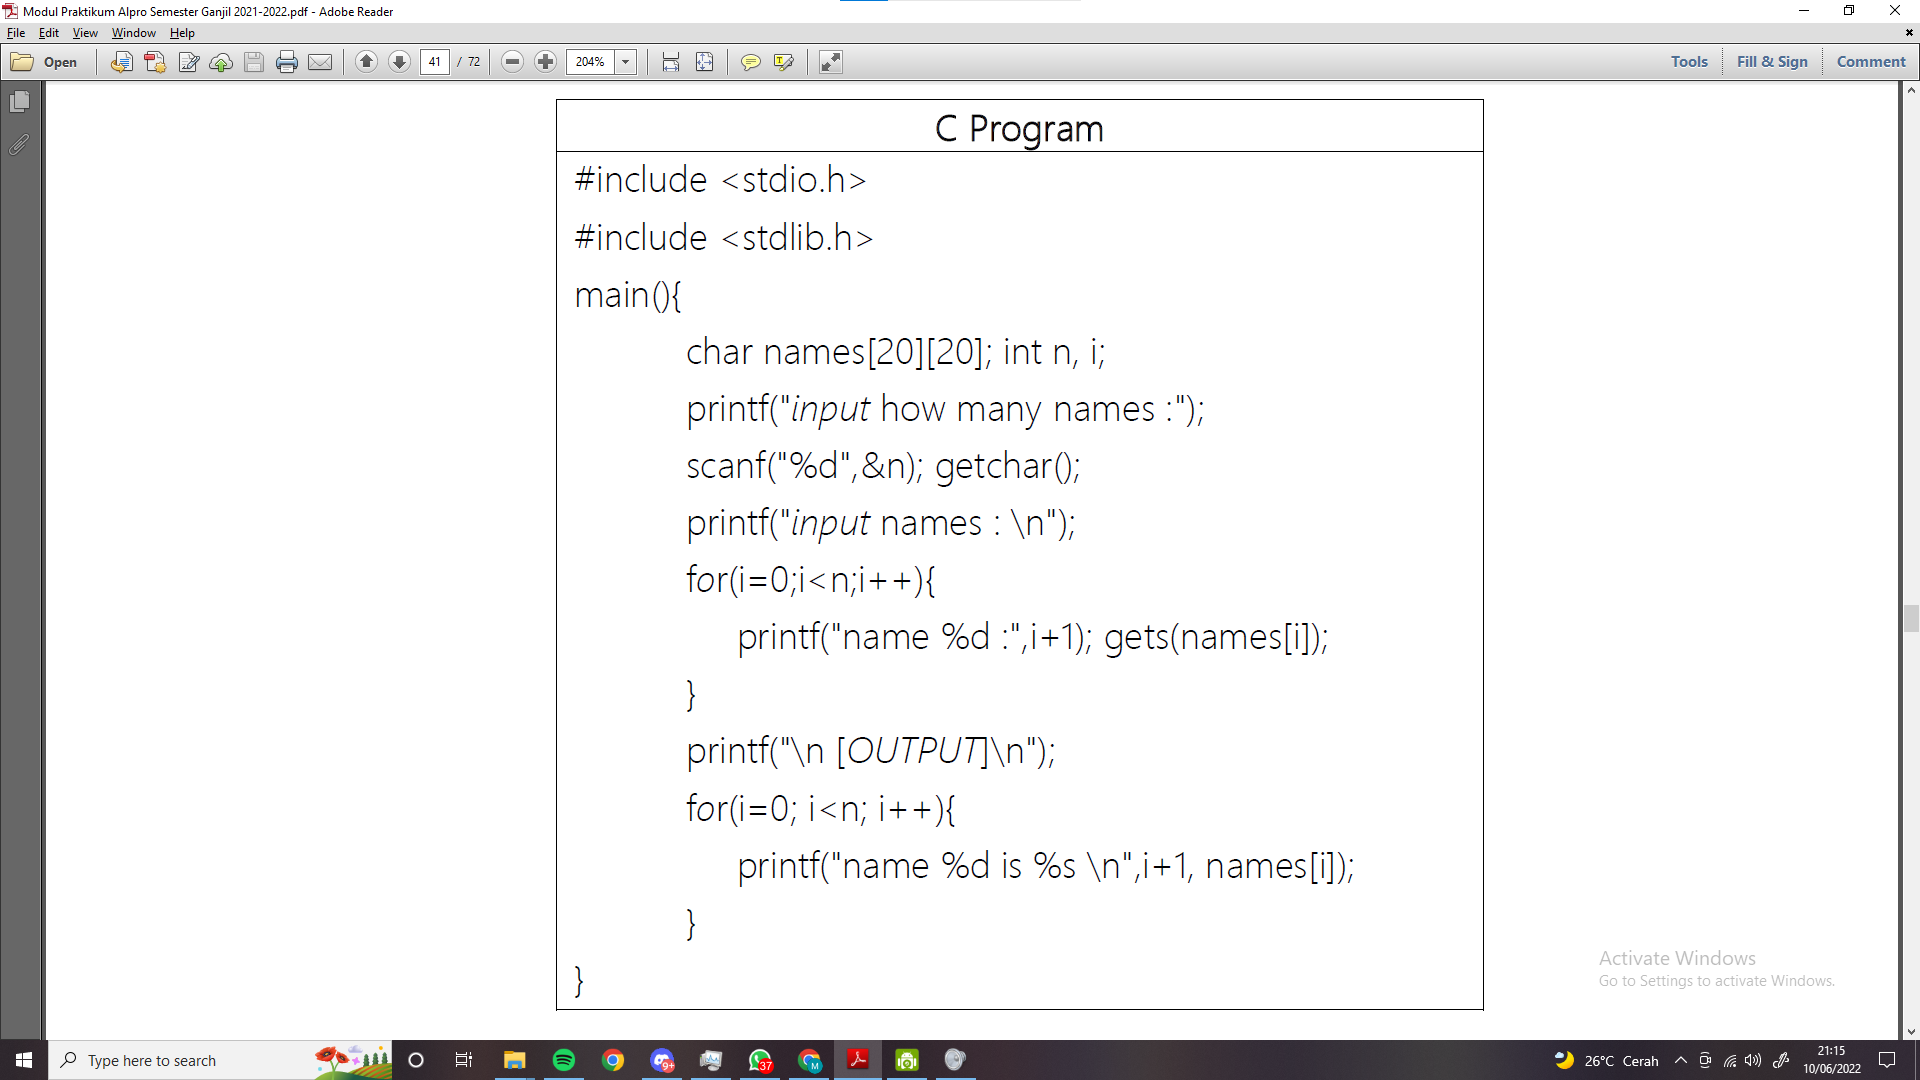 Modul Praktikum Alpro Semester Ganjil 2021-2022.pdf - Adobe Reader
File Edit View Window Help
Open 41 / 72 204% Tools Fill & Sign Comment
C Program
#include <stdio.h>
#include <stdlib.h>
main(){
char names[20][20]; int n, i;
printf("input how many names :");
scanf("%d",&n); getchar();
printf("input names : \n");
for(i=0;i<n;i++){
printf("name %d :",i+1); gets(names[i]);
}
printf("\n [OUTPUT]\n");
for(i=0; i<n; i++){
printf("name %d is %s \n",i+1, names[i]);
}
}
Activate Windows
Go to Settings to activate Windows.
Type here to search 9+ 37 M 26°C Cerah 21:15
10/06/2022